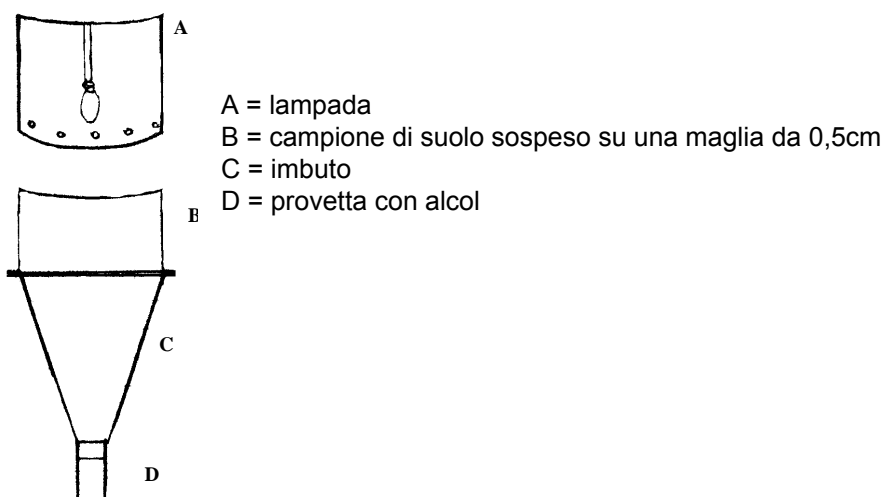 A
A = lampada
B = campione di suolo sospeso su una maglia da 0,5cm
C = imbuto
B
D = provetta con alcol
C
D